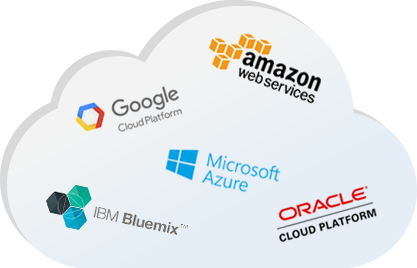 amazon
web services
Google
Cloud Platform
Microsoft
Azure
IBM Bluemix™
ORACLE
CLOUD PLATFORM